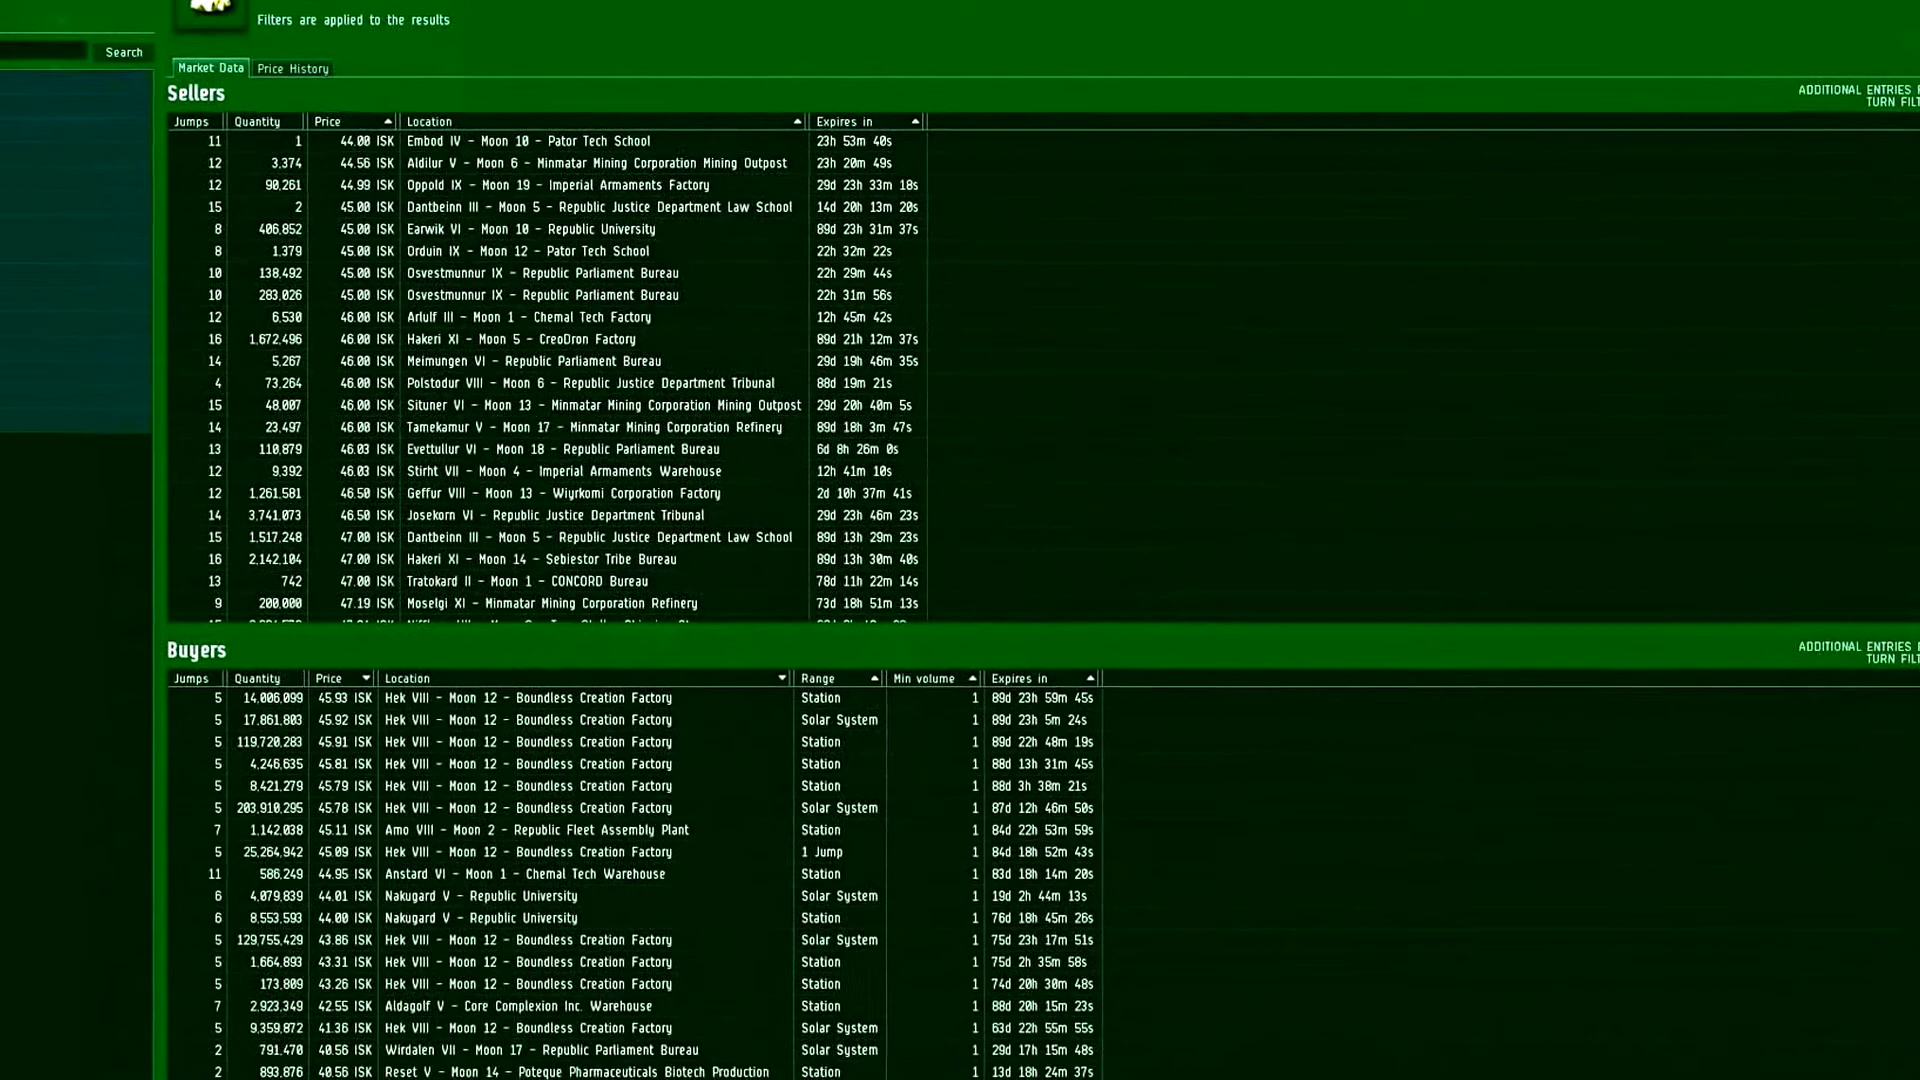 Filters are applied to the results
Search
Market Data Price History
Sellers
ADDITIONAL ENTRIES
TURN
Jumps Quantity Price Location Expires in
11 1 44.00 ISK Embod IV - Moon 10 - Pator Tech School 23h 53m 40s
12 3,374 44.56 ISK Aldilur V - Moon 6 - Minmatar Mining Corporation Mining Outpost 23h 20m 49s
12 90,261 44.99 ISK Oppold IX - Moon 19 - Imperial Armaments Factory 29d 23h 33m 18s
15 2 45.00 ISK Dantbeinn III - Moon 5 - Republic Justice Department Law School 14d 20h 13m 20s
8 406,852 45.00 ISK Earwik VI - Moon 10 - Republic University 89d 23h 31m 37s
8 1,379 45.00 ISK Orduin IX - Moon 12 - Pator Tech School 22h 32m 22s
10 138,492 45.00 ISK Osvestmunnur IX - Republic Parliament Bureau 22h 29m 44s
10 283,026 45.00 ISK Osvestmunnur IX - Republic Parliament Bureau 22h 31m 56s
12 6,530 46.00 ISK Arlulf III - Moon 1 - Chemal Tech Factory 12h 45m 42s
16 1,672,496 46.00 ISK Hakeri XI - Moon 5 - CreoDron Factory 89d 21h 12m 37s
14 5,267 46.00 ISK Meimungen VI - Republic Parliament Bureau 29d 19h 46m 35s
4 73,264 46.00 ISK Polstodur VIII - Moon 6 - Republic Justice Department Tribunal 88d 19m 21s
15 48,007 46.00 ISK Situner VI - Moon 13 - Minmatar Mining Corporation Mining Outpost 29d 20h 40m 5s
14 23,497 46.00 ISK Tamekamur V - Moon 17 - Minmatar Mining Corporation Refinery 89d 18h 3m 47s
13 110,879 46.03 ISK Evettullur VI - Moon 18 - Republic Parliament Bureau 6d 8h 26m 0s
12 9,392 46.03 ISK Stirht VII - Moon 4 - Imperial Armaments Warehouse 12h 41m 10s
12 1,261,581 46.50 ISK Geffur VIII - Moon 13 - Wiyrkomi Corporation Factory 2d 10h 37m 41s
14 3,741,073 46.50 ISK Josekorn VI - Republic Justice Department Tribunal 29d 23h 46m 23s
15 1,517,248 47.00 ISK Dantbeinn III - Moon 5 - Republic Justice Department Law School 89d 13h 29m 23s
16 2,142,104 47.00 ISK Hakeri XI - Moon 14 - Sebiestor Tribe Bureau 89d 13h 30m 40s
13 742 47.00 ISK Tratokard II - Moon 1 - CONCORD Bureau 78d 11h 22m 14s
9 200,000 47.19 ISK Moselgi XI - Minmatar Mining Corporation Refinery 73d 18h 51m 13s
Buyers
ADDITIONAL ENTRIES
TURN
Jumps Quantity Price Location Range Min volume Expires in
5 14,006,099 45.93 ISK Hek VIII - Moon 12 - Boundless Creation Factory Station 1 89d 23h 59m 45s
5 17,861,803 45.92 ISK Hek VIII - Moon 12 - Boundless Creation Factory Solar System 1 89d 23h 5m 24s
5 119,720,283 45.91 ISK Hek VIII - Moon 12 - Boundless Creation Factory Station 1 89d 22h 48m 19s
5 4,246,635 45.81 ISK Hek VIII - Moon 12 - Boundless Creation Factory Station 1 88d 13h 31m 45s
5 8,421,279 45.79 ISK Hek VIII - Moon 12 - Boundless Creation Factory Station 1 88d 3h 38m 21s
5 203,910,295 45.78 ISK Hek VIII - Moon 12 - Boundless Creation Factory Solar System 1 87d 12h 46m 50s
7 1,142,038 45.11 ISK Amo VIII - Moon 2 - Republic Fleet Assembly Plant Station 1 84d 22h 53m 59s
5 25,264,942 45.09 ISK Hek VIII - Moon 12 - Boundless Creation Factory 1 Jump 1 84d 18h 52m 43s
11 586,249 44.95 ISK Anstard VI - Moon 1 - Chemal Tech Warehouse Station 1 83d 18h 14m 20s
6 4,079,839 44.01 ISK Nakugard V - Republic University Solar System 1 19d 2h 44m 13s
6 8,553,593 44.00 ISK Nakugard V - Republic University Station 1 76d 18h 45m 26s
5 129,755,429 43.86 ISK Hek VIII - Moon 12 - Boundless Creation Factory Solar System 1 75d 23h 17m 51s
5 1,664,893 43.31 ISK Hek VIII - Moon 12 - Boundless Creation Factory Station 1 75d 2h 35m 58s
5 173,809 43.26 ISK Hek VIII - Moon 12 - Boundless Creation Factory Station 1 74d 20h 30m 48s
7 2,923,349 42.55 ISK Aldagolf V - Core Complexion Inc. Warehouse Station 1 88d 20h 15m 23s
5 9,359,872 41.36 ISK Hek VIII - Moon 12 - Boundless Creation Factory Solar System 1 63d 22h 55m 55s
2 791,470 40.56 ISK Wirdalen VII - Moon 17 - Republic Parliament Bureau Solar System 1 29d 17h 15m 48s
2 893,876 40.56 ISK Reset V - Moon 14 - Poteque Pharmaceuticals Biotech Production Station 1 13d 18h 24m 37s